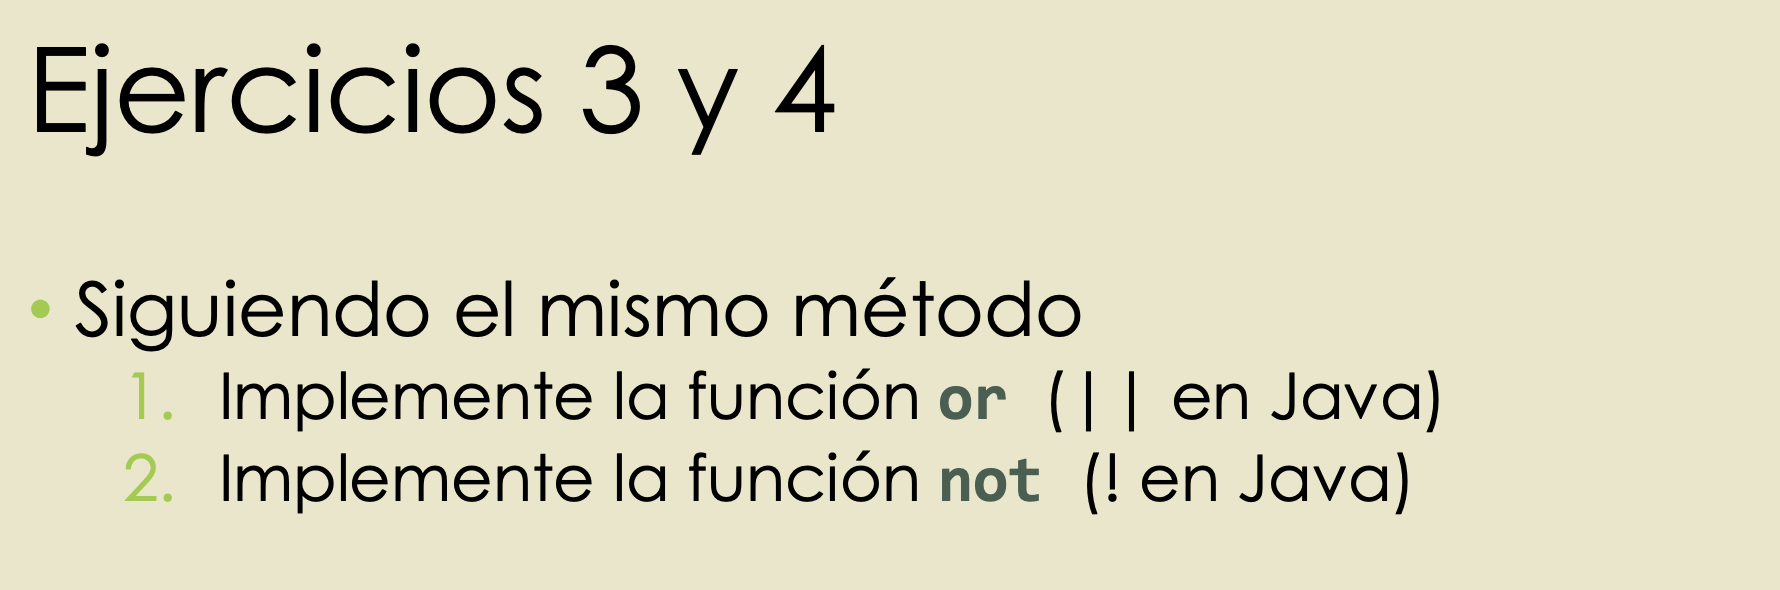 Ejercicios 3 y 4
• Siguiendo el mismo método
1. Implemente la función or (|| en Java)
2. Implemente la función not (! en Java)